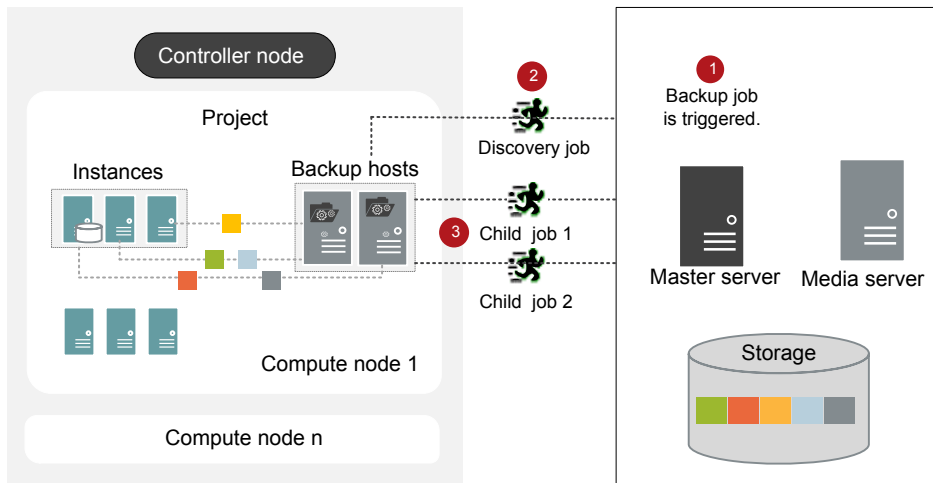 Controller node
Project
Instances
Backup hosts
Compute node 1
Compute node n
2
Discovery job
3
Child job 1
Child job 2
1
Backup job
is triggered.
Master server
Media server
Storage